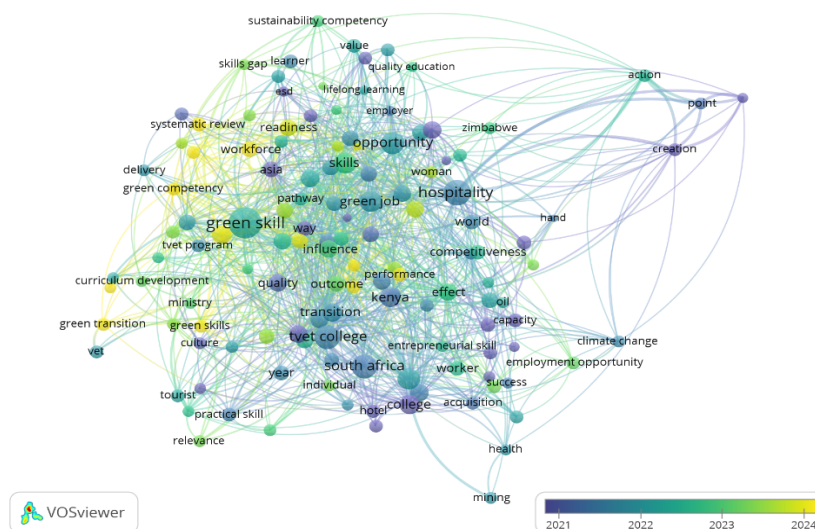 sustainability competency
value
skills gap
learner
quality education
action
esd
lifelong learning
point
employer
systematic review
readiness
zimbabwe
opportunity
workforce
creation
skills
delivery
asia
woman
green competency
pathway
green job
hospitality
green skill
way
world
hand
tvet program
influence
competitiveness
curriculum development
quality
outcome
performance
ministry
kenya
effect
oil
green transition
green skills
transition
capacity
culture
tvet college
entrepreneurial skill
climate change
vet
south africa
worker
employment opportunity
year
individual
success
tourist
practical skill
hotel
college
acquisition
relevance
health
mining
VOSviewer
2021 2022 2023 2024